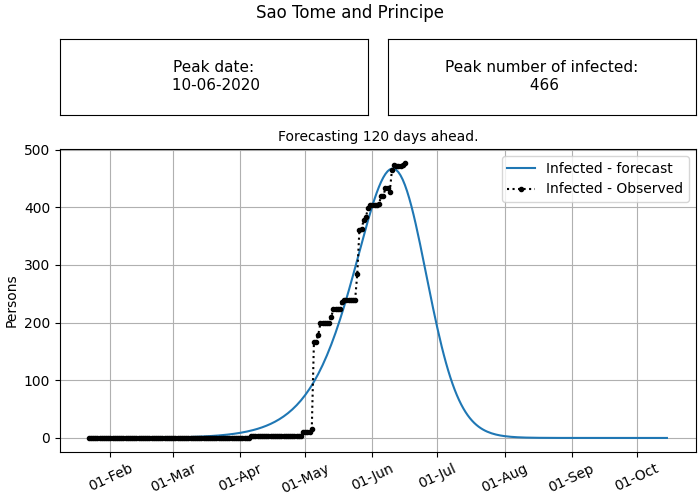 Sao Tome and Principe
Peak date:
10-06-2020
Peak number of infected:
466
Forecasting 120 days ahead.
Infected - forecast
Infected - Observed
Persons
500
400
300
200
100
0
01-Feb
01-Mar
01-Apr
01-May
01-Jun
01-Jul
01-Aug
01-Sep
01-Oct